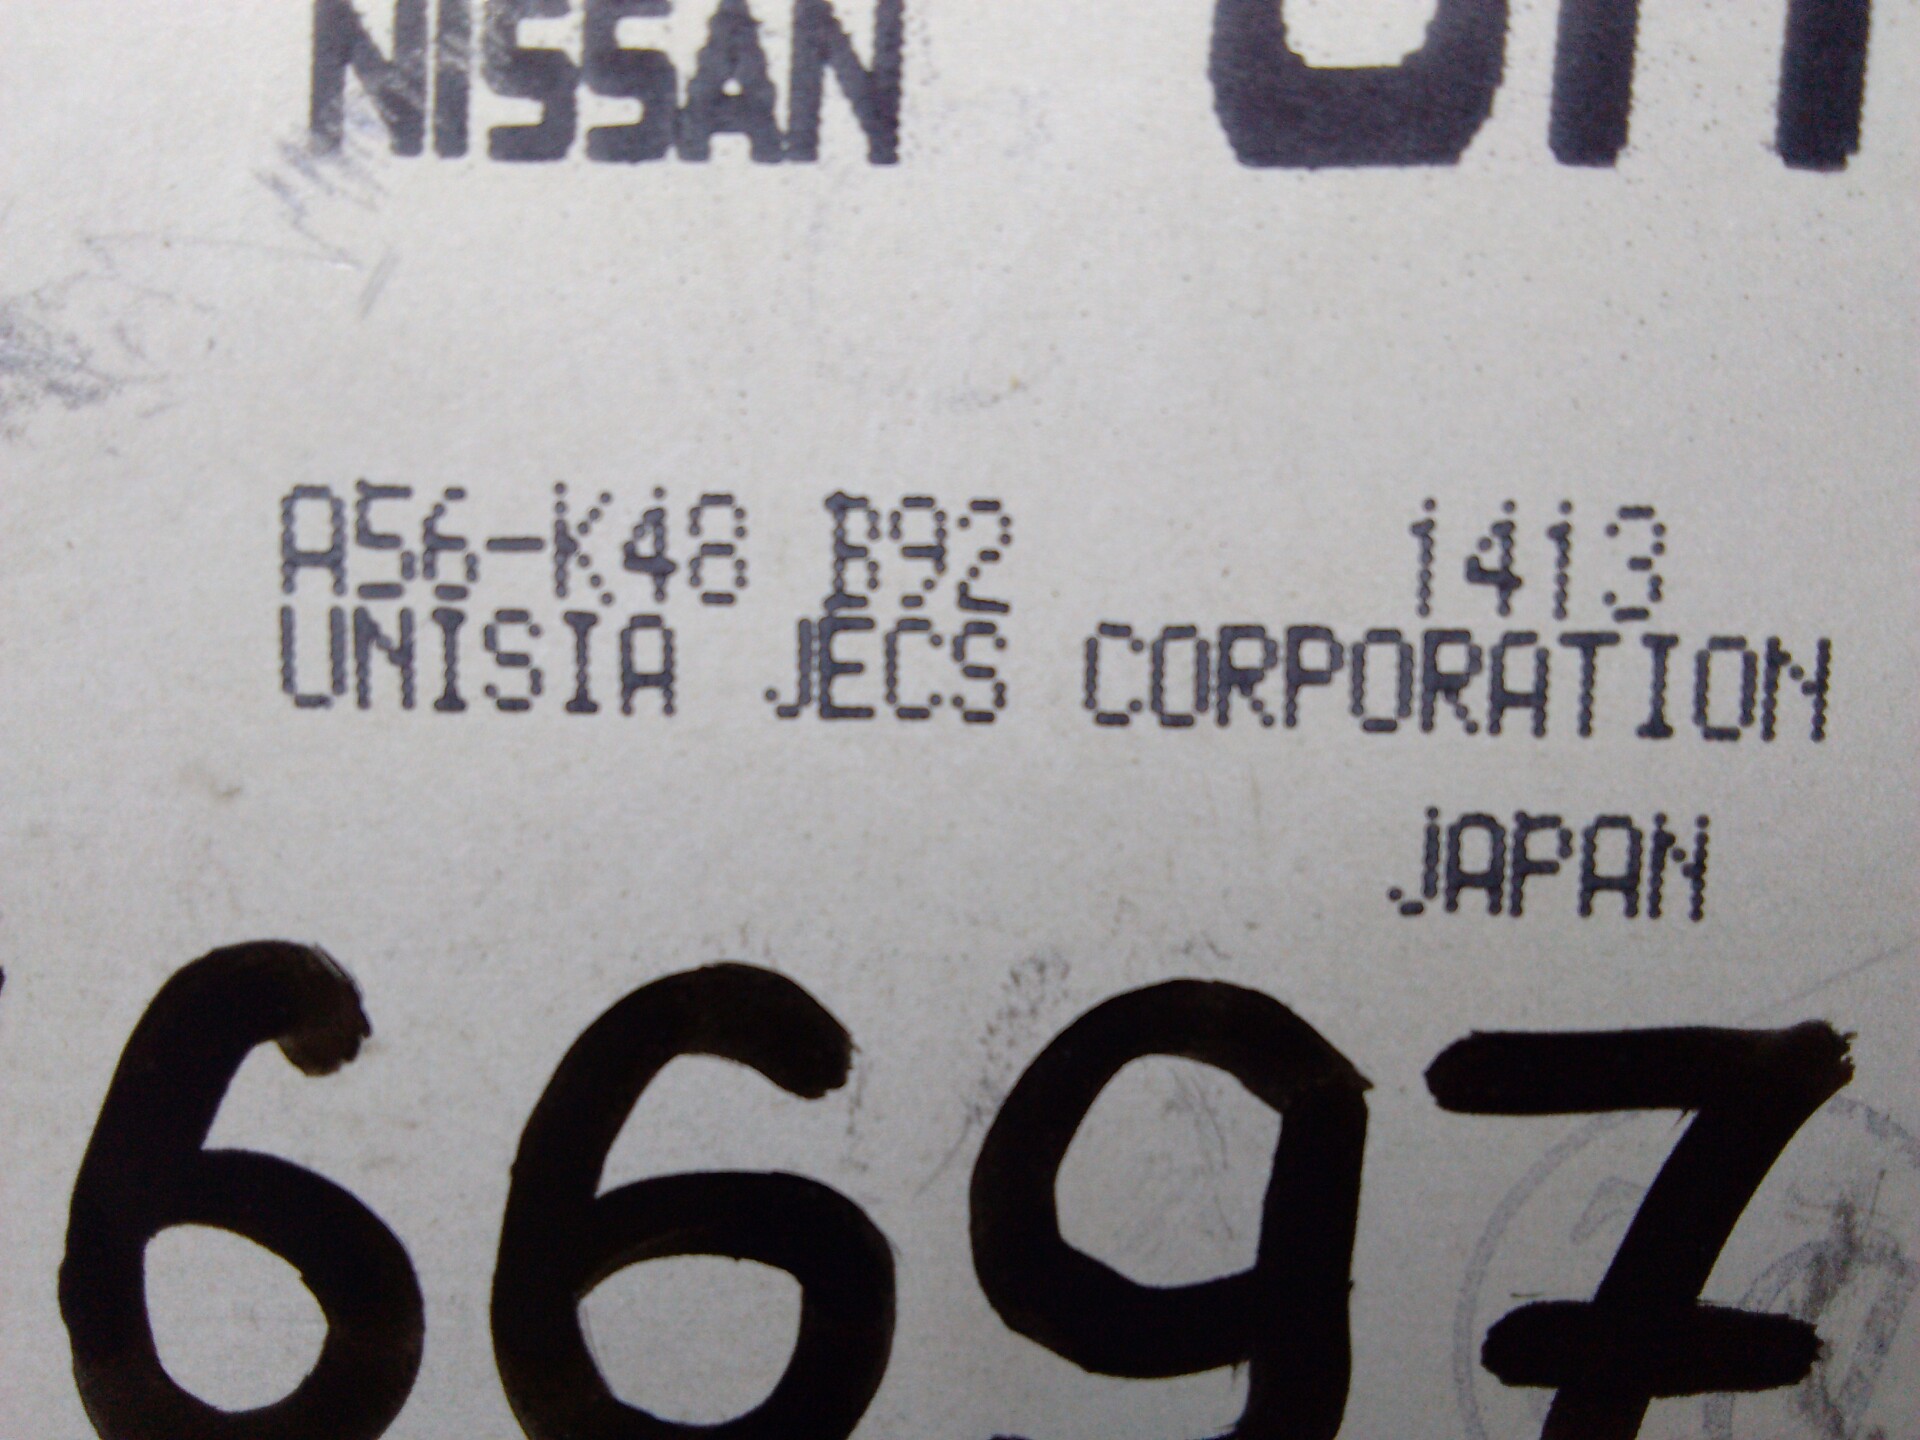 NISSAN
A56-K48 B92 1413
UNISIA JECS CORPORATION
JAPAN
6697